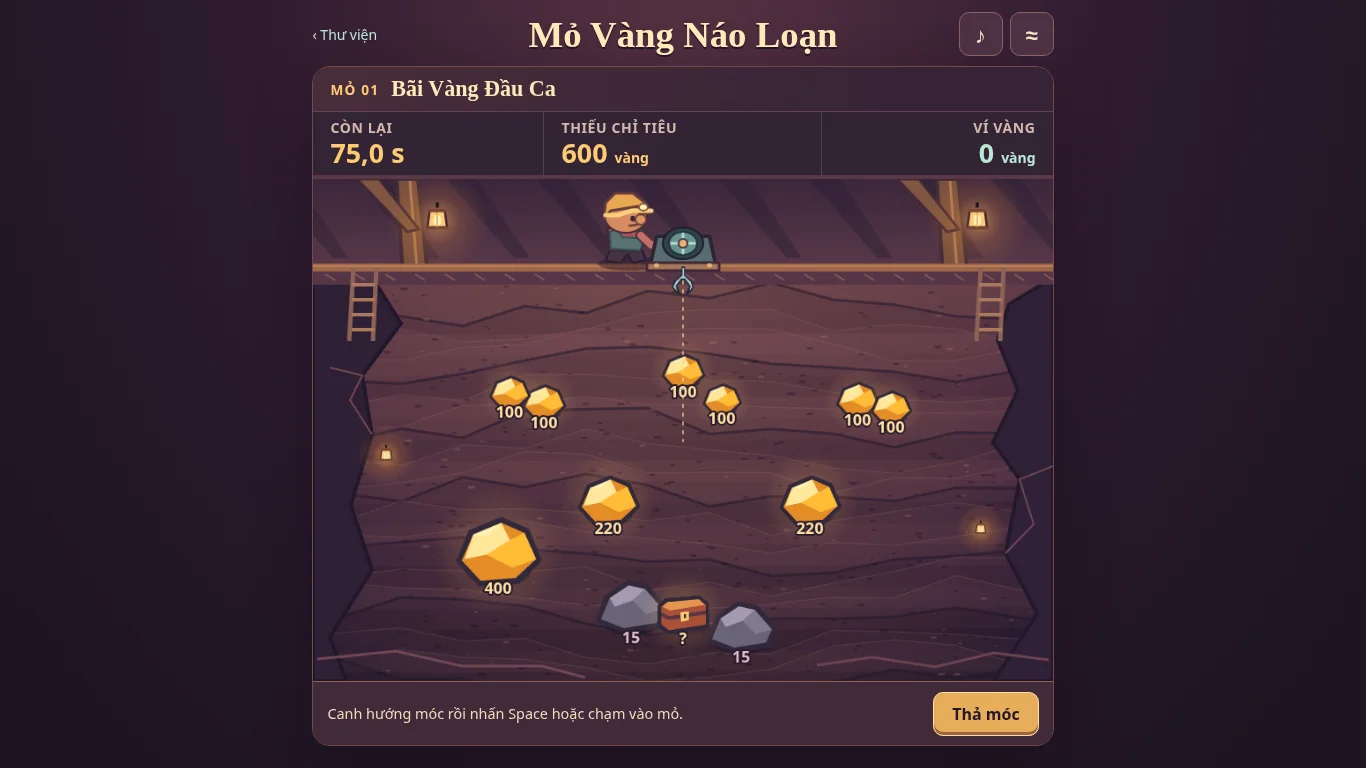 ‹ Thư viện
Mỏ Vàng Náo Loạn
♪
≈
MỎ 01 Bãi Vàng Đầu Ca
CÒN LẠI
75,0 s
THIẾU CHỈ TIÊU
600 vàng
VÍ VÀNG
0 vàng
100
100
100
100
100
100
220
220
400
15
?
15
Canh hướng móc rồi nhấn Space hoặc chạm vào mỏ.
Thả móc